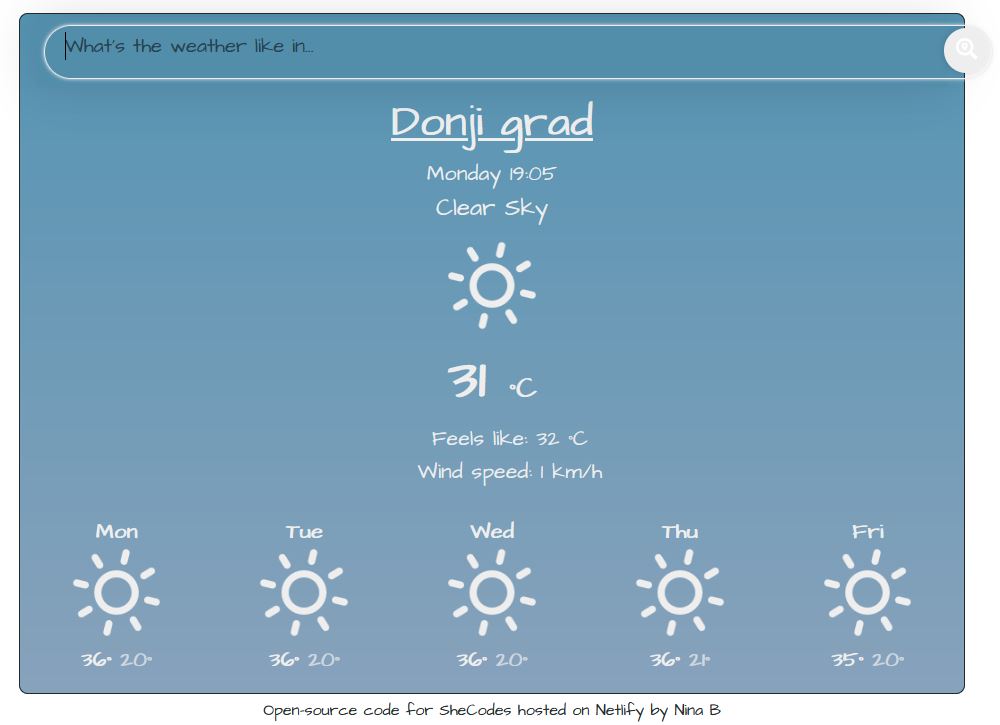 What's the weather like in...
Donji grad
Monday 19:05
Clear Sky
31 °C
Feels like: 32 °C
Wind speed: 1 km/h
Mon Tue Wed Thu Fri
36° 20° 36° 20° 36° 20° 36° 21° 35° 20°
Open-source code for SheCodes hosted on Netlify by Nina B